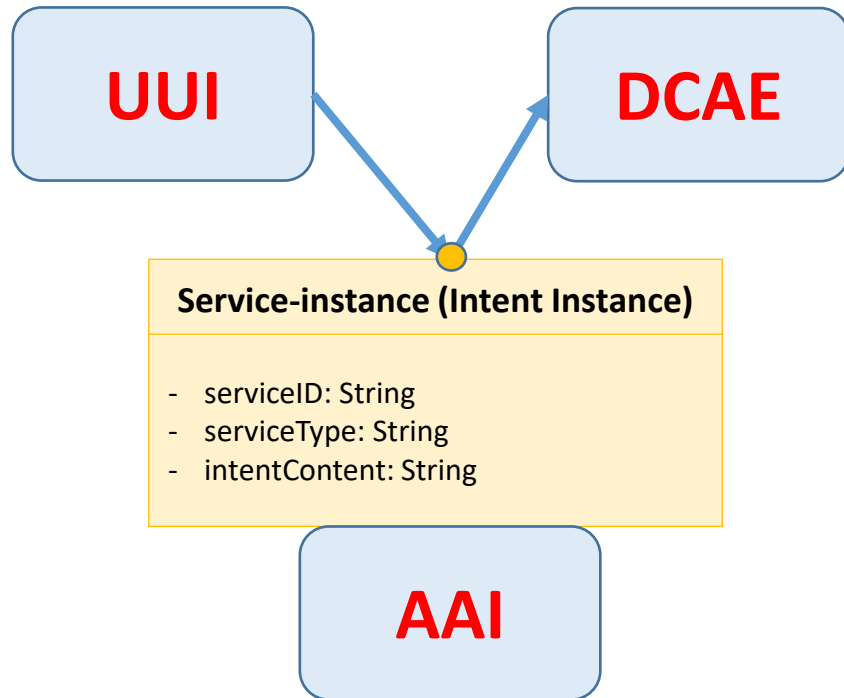 UUI
DCAE
Service-instance (Intent Instance)
- serviceID: String
- serviceType: String
- intentContent: String
AAI